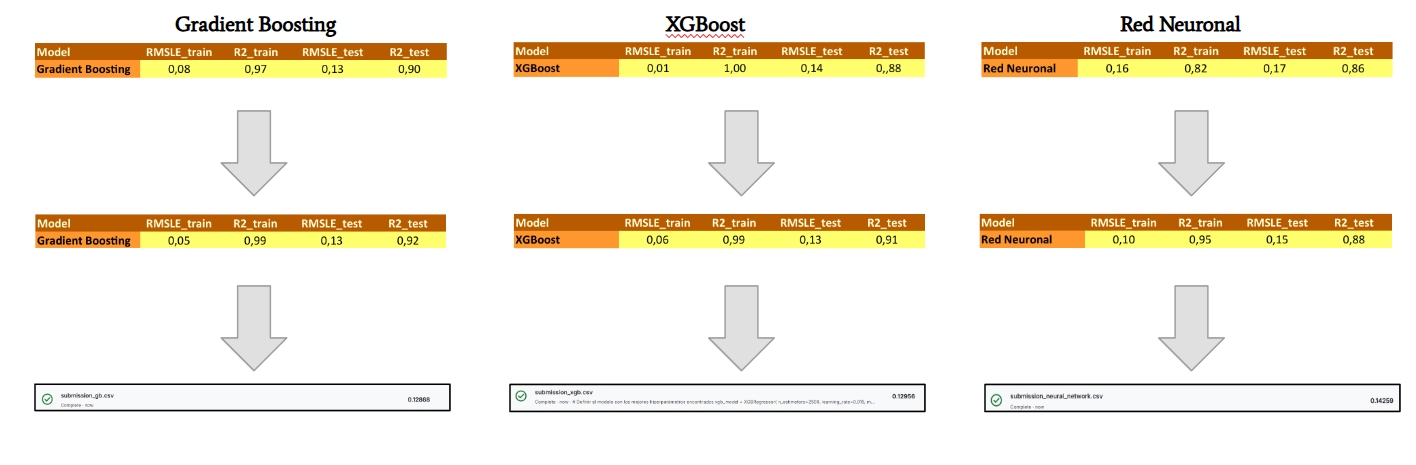 Gradient Boosting
Model RMSLE_train R2_train RMSLE_test R2_test
Gradient Boosting 0,08 0,97 0,13 0,90
Model RMSLE_train R2_train RMSLE_test R2_test
Gradient Boosting 0,05 0,99 0,13 0,92
submission_gb.csv
Complete · now
0.12868
XGBoost
Model RMSLE_train R2_train RMSLE_test R2_test
XGBoost 0,01 1,00 0,14 0,,88
Model RMSLE_train R2_train RMSLE_test R2_test
XGBoost 0,06 0,99 0,13 0,91
submission_xgb.csv
Complete · now · # Definir el modelo con los mejores hiperparámetros encontrados xgb_model = XGBRegressor( n_estimators=2500, learning_rate=0.015, m...
0.12956
Red Neuronal
Model RMSLE_train R2_train RMSLE_test R2_test
Red Neuronal 0,16 0,82 0,17 0,86
Model RMSLE_train R2_train RMSLE_test R2_test
Red Neuronal 0,10 0,95 0,15 0,88
submission_neural_network.csv
Complete · now
0.14259